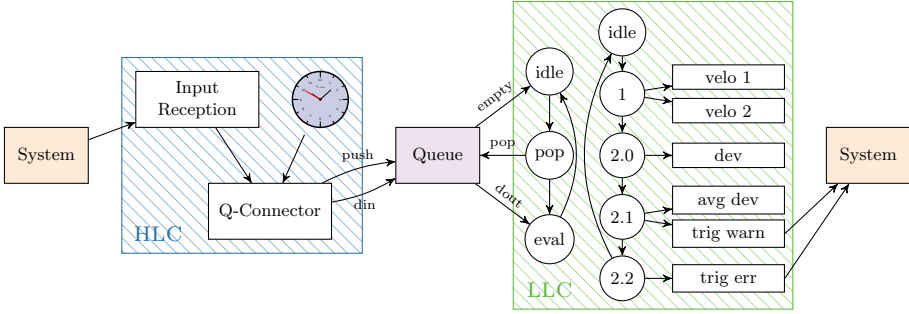 System
Input
Reception
Q-Connector
HLC
push
din
Queue
empty
pop
dout
idle
pop
eval
LLC
idle
1
2.0
2.1
2.2
velo 1
velo 2
dev
avg dev
trig warn
trig err
System